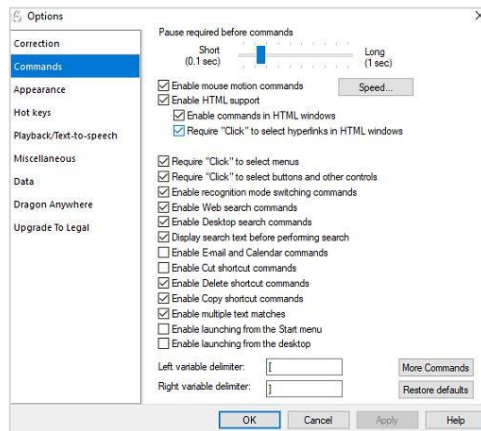 Options
Correction
Commands
Appearance
Hot keys
Playback/Text-to-speech
Miscellaneous
Data
Dragon Anywhere
Upgrade To Legal
Pause required before commands
Short
(0.1 sec)
Long
(1 sec)
Enable mouse motion commands
Speed...
Enable HTML support
Enable commands in HTML windows
Require "Click" to select hyperlinks in HTML windows
Require "Click" to select menus
Require "Click" to select buttons and other controls
Enable recognition mode switching commands
Enable Web search commands
Enable Desktop search commands
Display search text before performing search
Enable E-mail and Calendar commands
Enable Cut shortcut commands
Enable Delete shortcut commands
Enable Copy shortcut commands
Enable multiple text matches
Enable launching from the Start menu
Enable launching from the desktop
Left variable delimiter: [
More Commands
Right variable delimiter: ]
Restore defaults
OK Cancel Apply Help